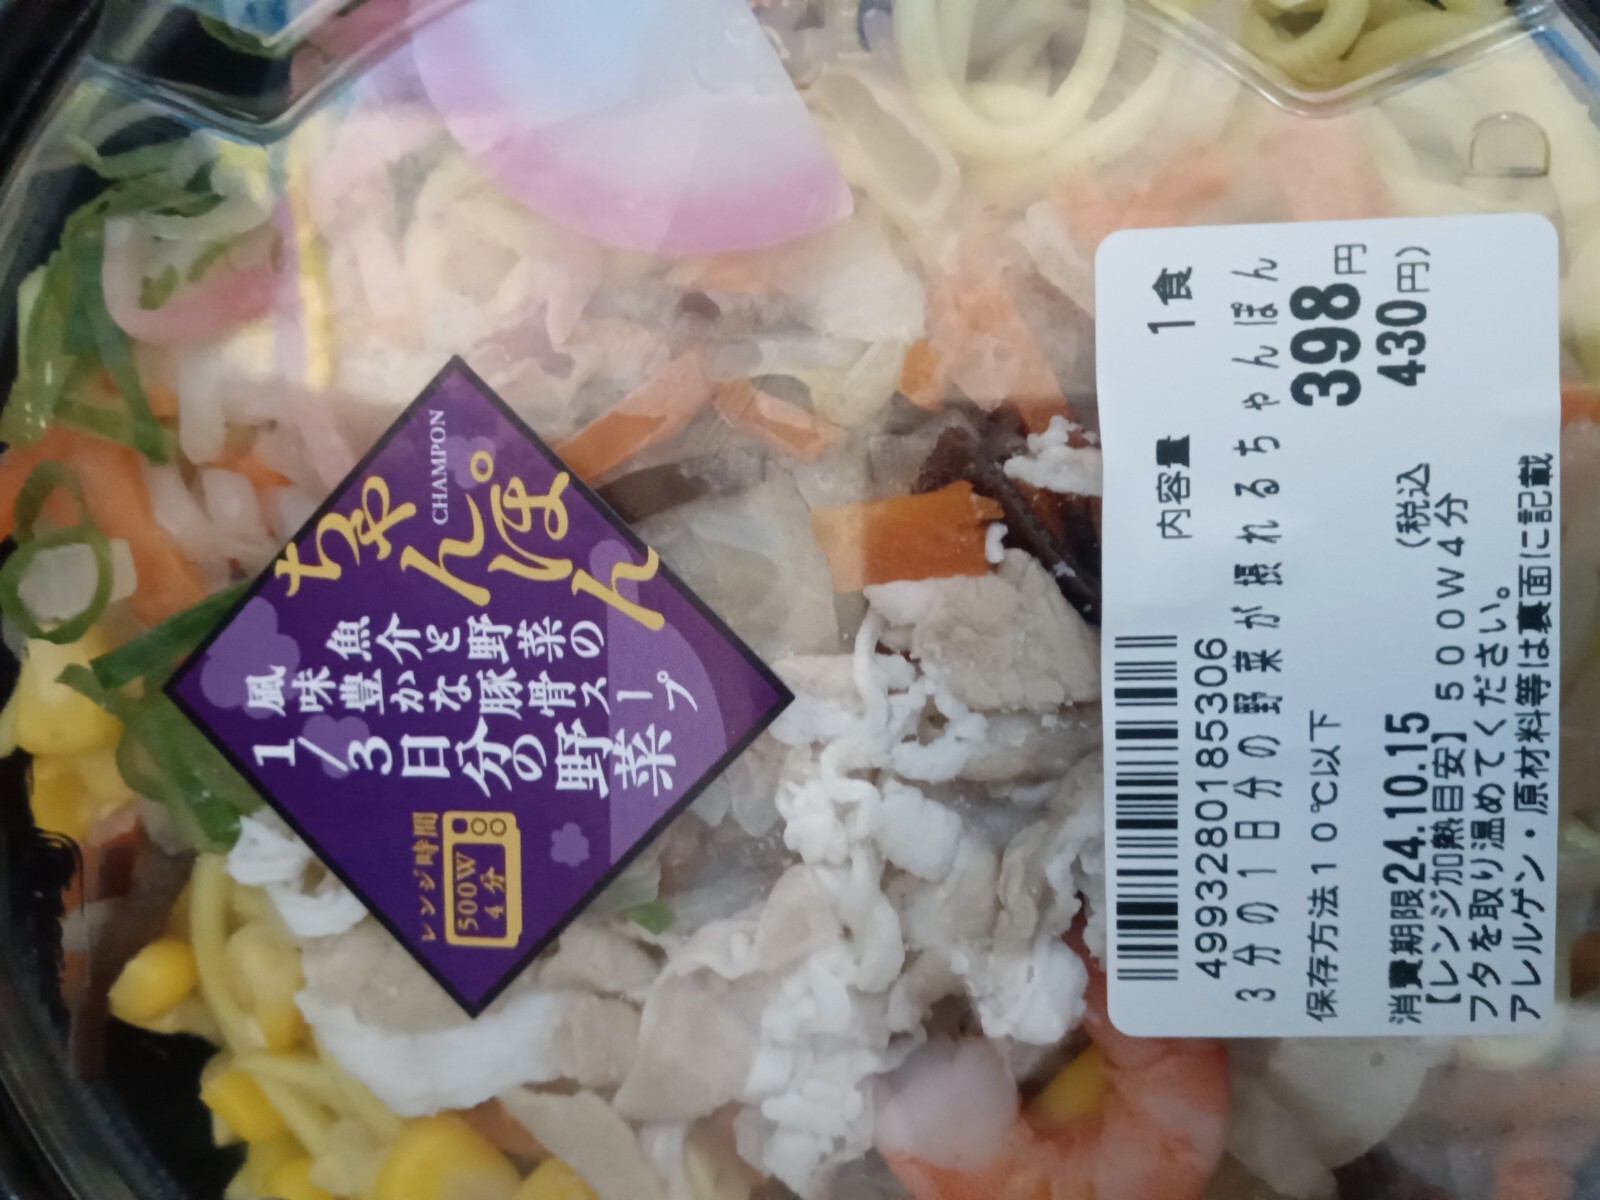 ちゃんぽん
CHAMPON
魚介と野菜の
風味豊かな豚骨スープ
1/3日分の野菜
レンジ時間
500W
4分
内容量 1食
4993280185306
3分の1日分の野菜が摂れるちゃんぽん
保存方法10℃以下
398円
消費期限24.10.15 (税込 430円)
【レンジ加熱目安】500W4分
フタを取り温めてください。
アレルゲン・原材料等は裏面に記載